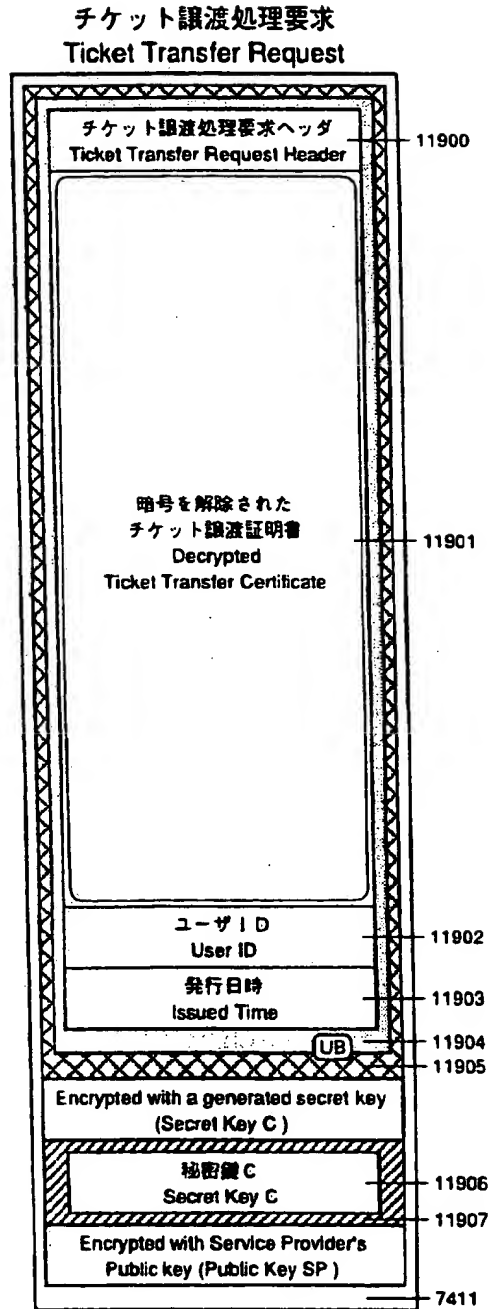 チケット譲渡処理要求
Ticket Transfer Request
チケット譲渡処理要求ヘッダ
Ticket Transfer Request Header
11900
暗号を解除された
チケット譲渡証明書
Decrypted
Ticket Transfer Certificate
11901
ユーザID
User ID
11902
発行日時
Issued Time
11903
UB
11904
11905
Encrypted with a generated secret key
(Secret Key C )
秘密鍵C
Secret Key C
11906
11907
Encrypted with Service Provider's
Public key (Public Key SP )
7411